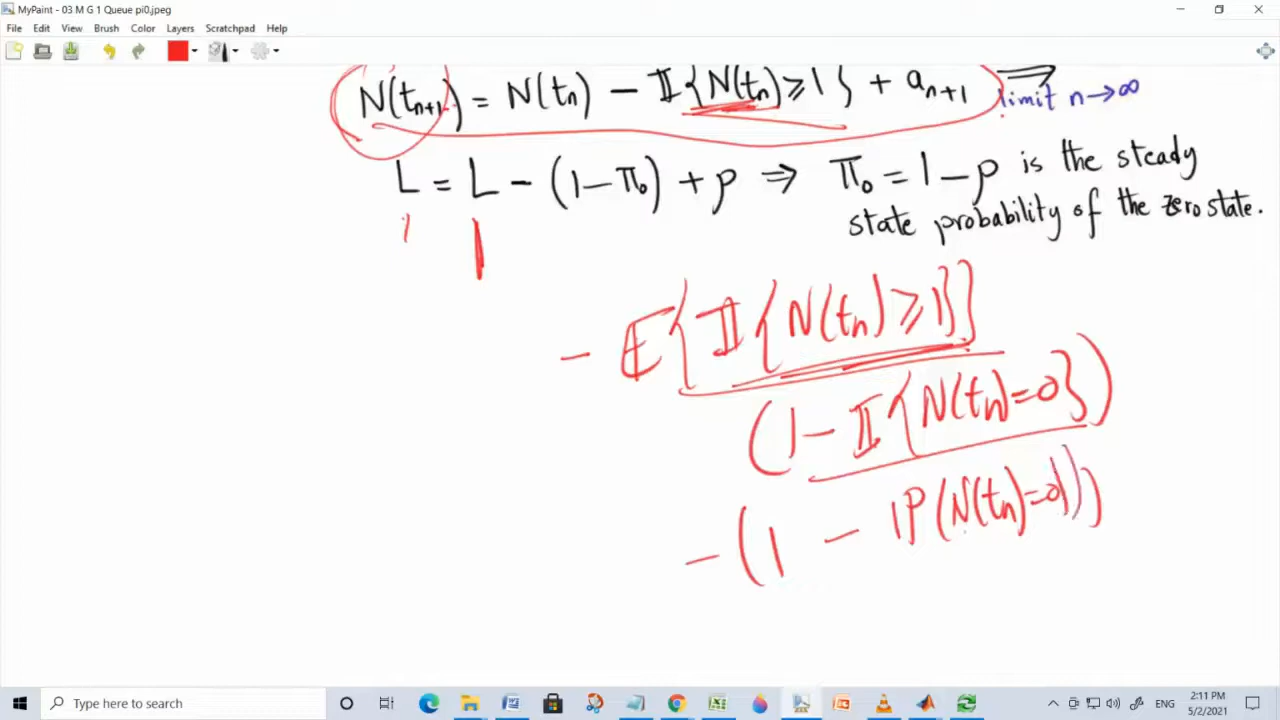 MyPaint - 03 M G 1 Queue pi0.jpeg
File Edit View Brush Color Layers Scratchpad Help
N(tn+1) = N(tn) - 𝕀{N(tn)≥1} + an+1 ⟹
limit n→∞
L = L - (1-π0) + ρ ⇒ π0 = 1-ρ is the steady
state probability of the zero state.
- E{𝕀{N(tn)≥1}}
(1-𝕀{N(tn)=0})
-(1 - P(N(tn)=0))
Type here to search
ENG
2:11 PM
5/2/2021